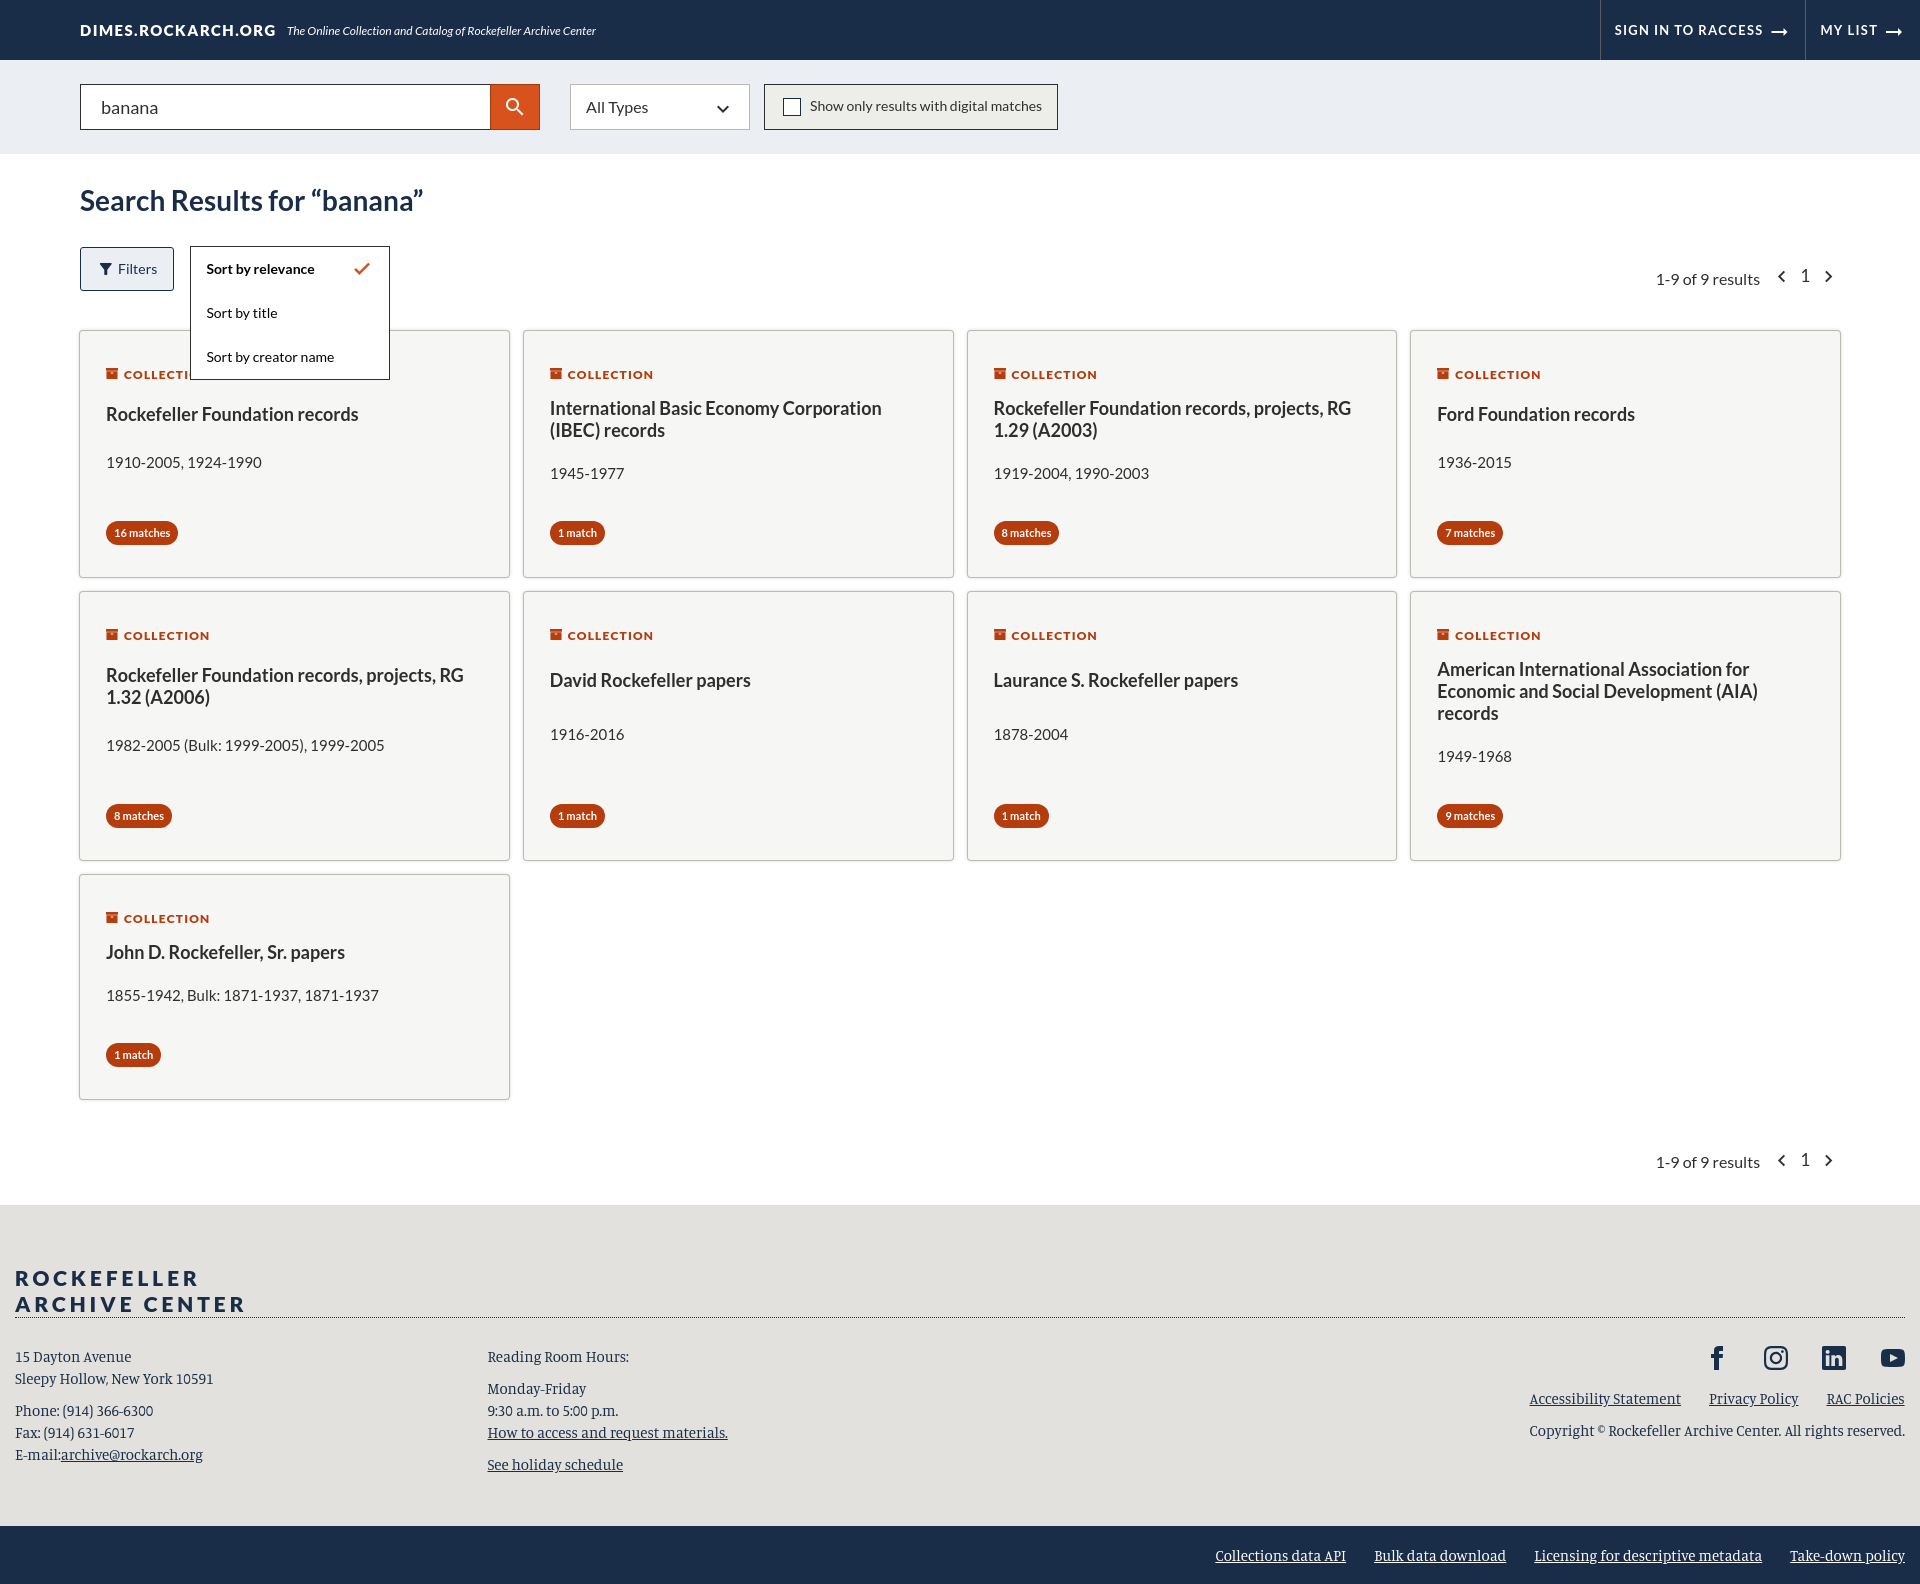 DIMES.ROCKARCH.ORG The Online Collection and Catalog of Rockefeller Archive Center
SIGN IN TO RACCESS
MY LIST
banana
All Types
Show only results with digital matches
Search Results for “banana”
Filters
Sort by relevance
Sort by title
Sort by creator name
1-9 of 9 results
1
COLLECTI
Rockefeller Foundation records
1910-2005, 1924-1990
16 matches
COLLECTION
International Basic Economy Corporation
(IBEC) records
1945-1977
1 match
COLLECTION
Rockefeller Foundation records, projects, RG
1.29 (A2003)
1919-2004, 1990-2003
8 matches
COLLECTION
Ford Foundation records
1936-2015
7 matches
COLLECTION
Rockefeller Foundation records, projects, RG
1.32 (A2006)
1982-2005 (Bulk: 1999-2005), 1999-2005
8 matches
COLLECTION
David Rockefeller papers
1916-2016
1 match
COLLECTION
Laurance S. Rockefeller papers
1878-2004
1 match
COLLECTION
American International Association for
Economic and Social Development (AIA)
records
1949-1968
9 matches
COLLECTION
John D. Rockefeller, Sr. papers
1855-1942, Bulk: 1871-1937, 1871-1937
1 match
1-9 of 9 results
1
ROCKEFELLER
ARCHIVE CENTER
15 Dayton Avenue
Sleepy Hollow, New York 10591
Phone: (914) 366-6300
Fax: (914) 631-6017
E-mail:archive@rockarch.org
Reading Room Hours:
Monday-Friday
9:30 a.m. to 5:00 p.m.
How to access and request materials.
See holiday schedule
Accessibility Statement
Privacy Policy
RAC Policies
Copyright © Rockefeller Archive Center. All rights reserved.
Collections data API
Bulk data download
Licensing for descriptive metadata
Take-down policy